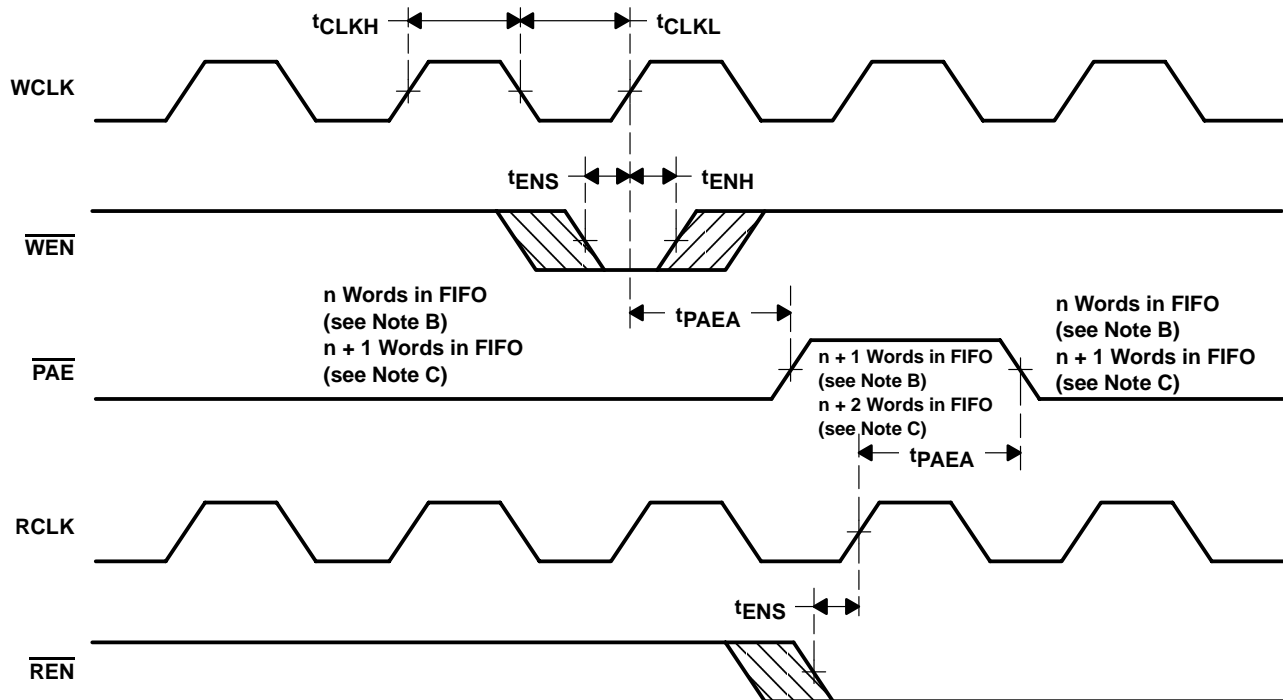 tCLKH
tCLKL
WCLK
tENS
tENH
WEN
n Words in FIFO
(see Note B)
n + 1 Words in FIFO
(see Note C)
tPAEA
n Words in FIFO
(see Note B)
n + 1 Words in FIFO
(see Note C)
PAE
n + 1 Words in FIFO
(see Note B)
n + 2 Words in FIFO
(see Note C)
tPAEA
RCLK
tENS
REN